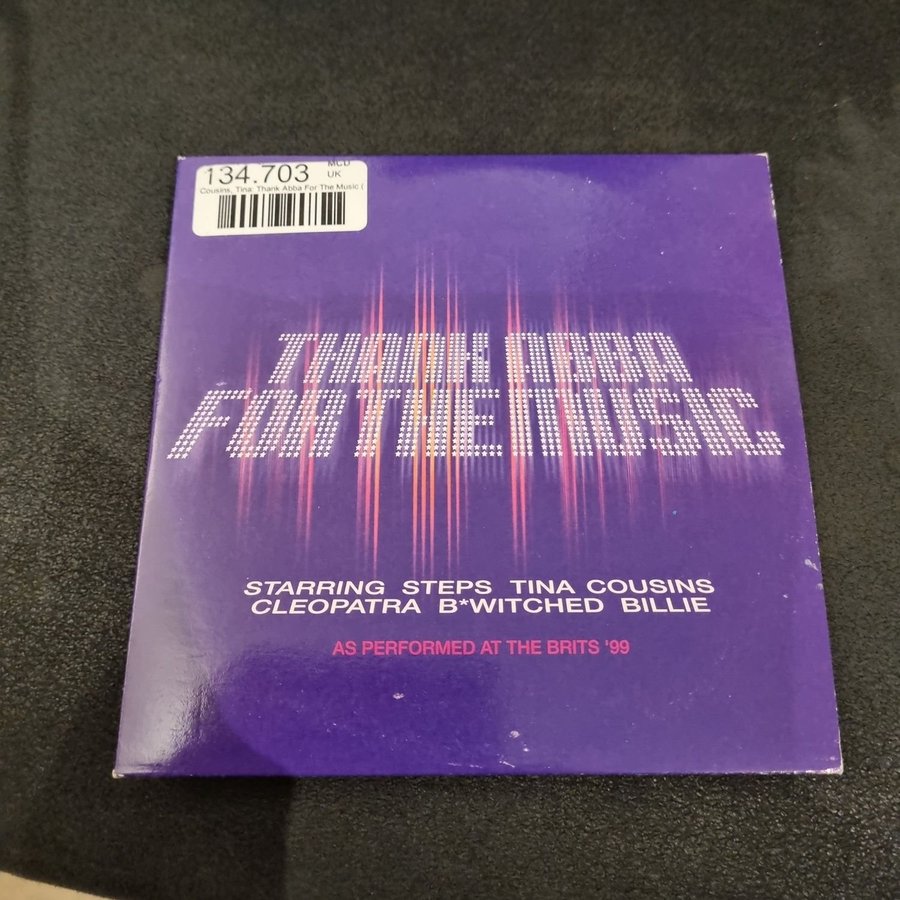 134.703 MCD
UK
Cousins, Tina: Thank Abba For The Music (
THANK ABBA
FOR THE MUSIC
STARRING STEPS TINA COUSINS
CLEOPATRA B*WITCHED BILLIE
AS PERFORMED AT THE BRITS '99